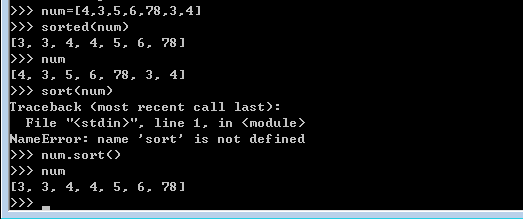 >>> num=[4,3,5,6,78,3,4]
>>> sorted(num)
[3, 3, 4, 4, 5, 6, 78]
>>> num
[4, 3, 5, 6, 78, 3, 4]
>>> sort(num)
Traceback (most recent call last):
  File "<stdin>", line 1, in <module>
NameError: name 'sort' is not defined
>>> num.sort()
>>> num
[3, 3, 4, 4, 5, 6, 78]
>>> _